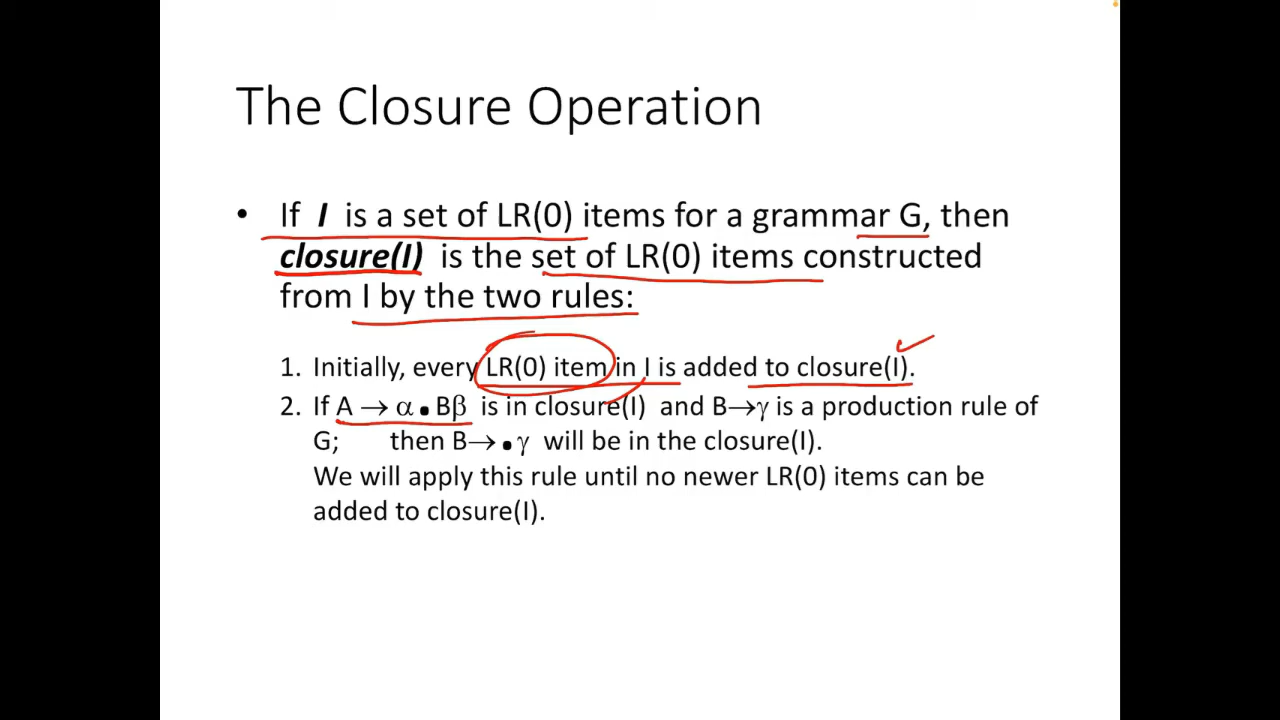 The Closure Operation
• If I is a set of LR(0) items for a grammar G, then
closure(I) is the set of LR(0) items constructed
from I by the two rules:
1. Initially, every LR(0) item in I is added to closure(I).
2. If A → α.Bβ is in closure(I) and B→γ is a production rule of
G; then B→.γ will be in the closure(I).
We will apply this rule until no newer LR(0) items can be
added to closure(I).